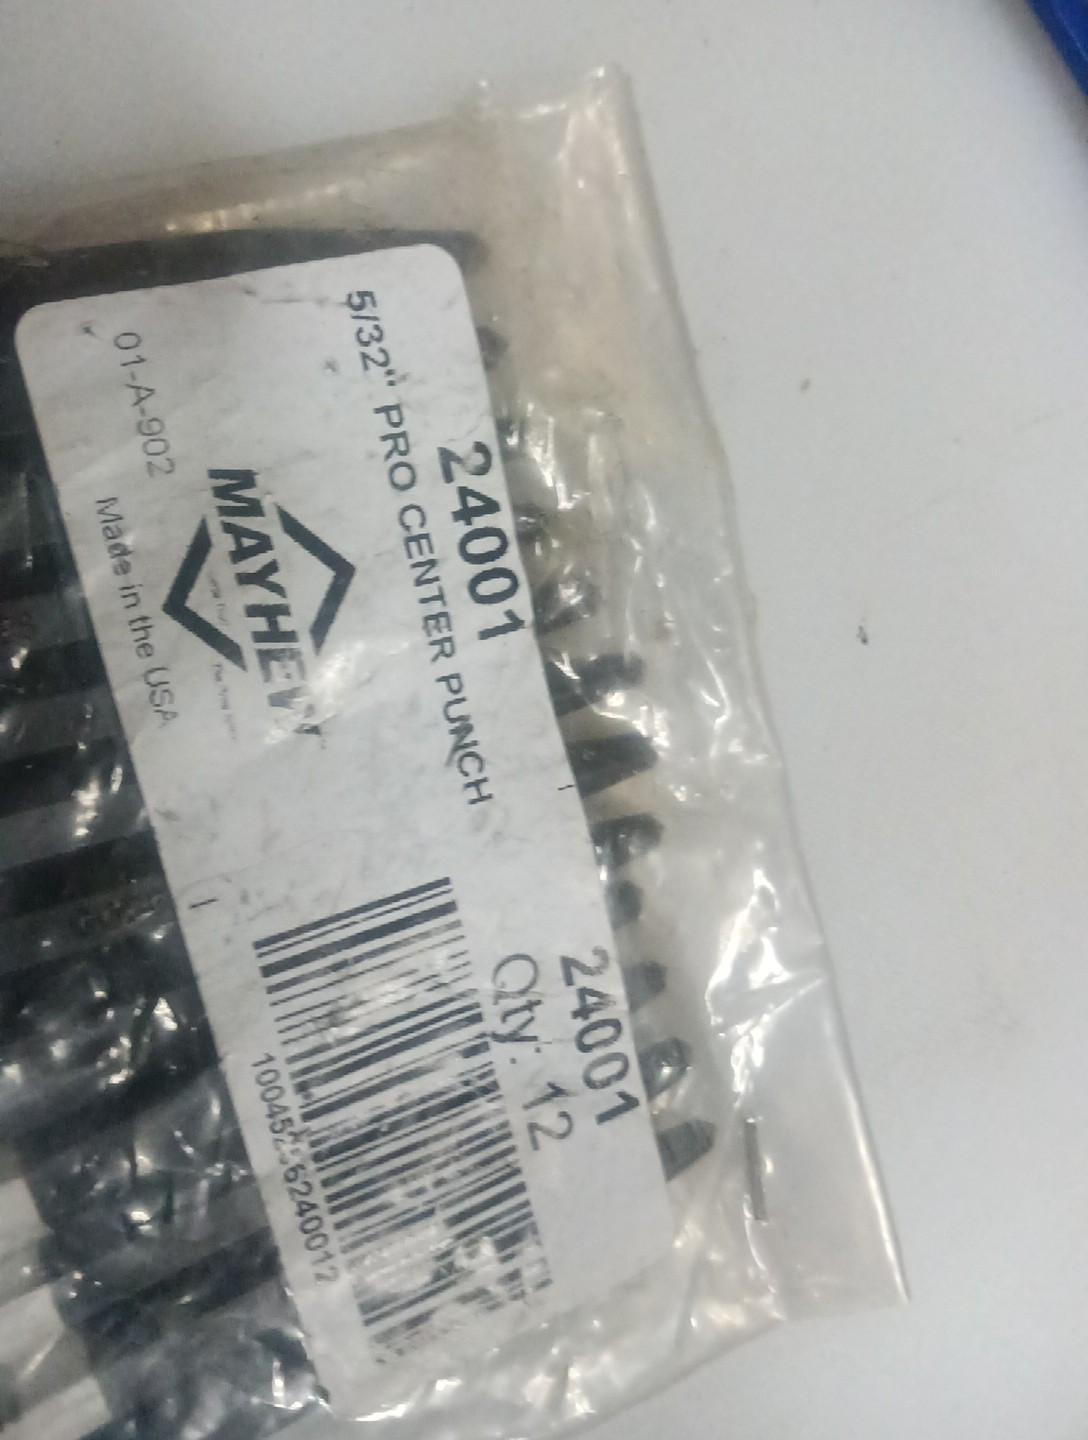 24001
5/32" PRO CENTER PUNCH
MAYHEW
01-A-902
Made in the USA
24001
Qty: 12